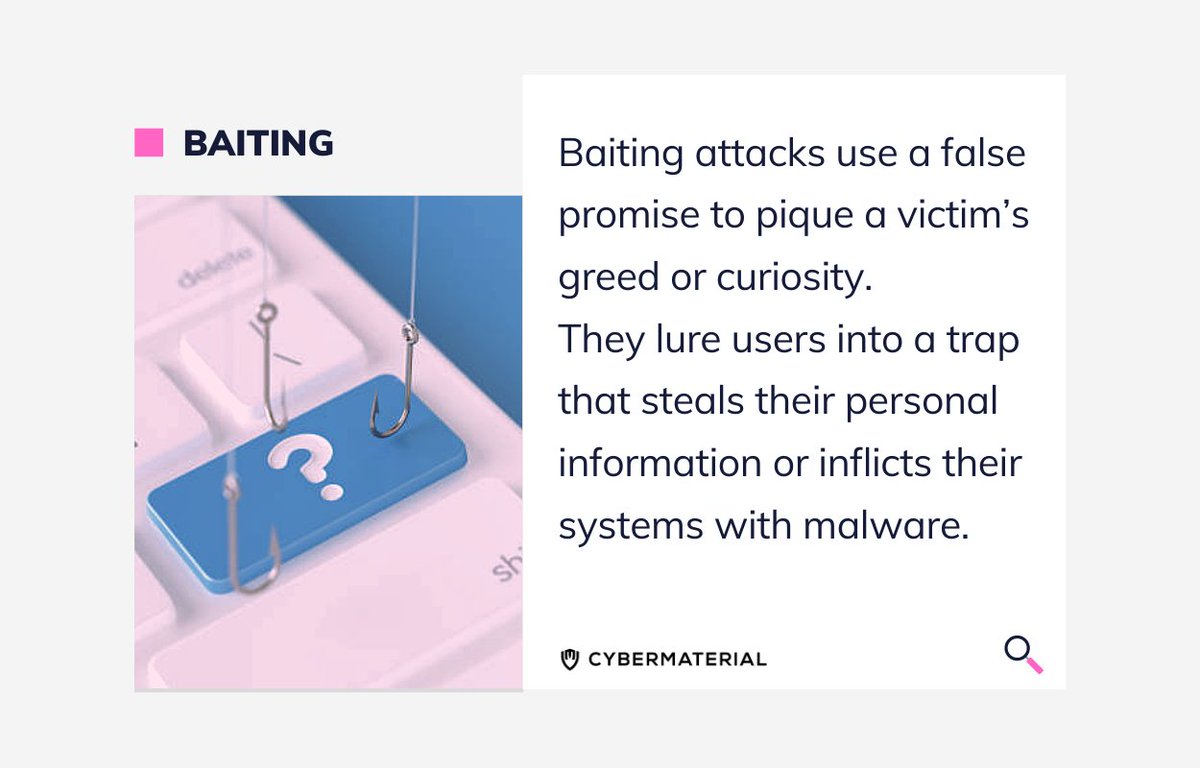 BAITING
delete
?
Baiting attacks use a false
promise to pique a victim’s
greed or curiosity.
They lure users into a trap
that steals their personal
information or inflicts their
systems with malware.
CYBERMATERIAL